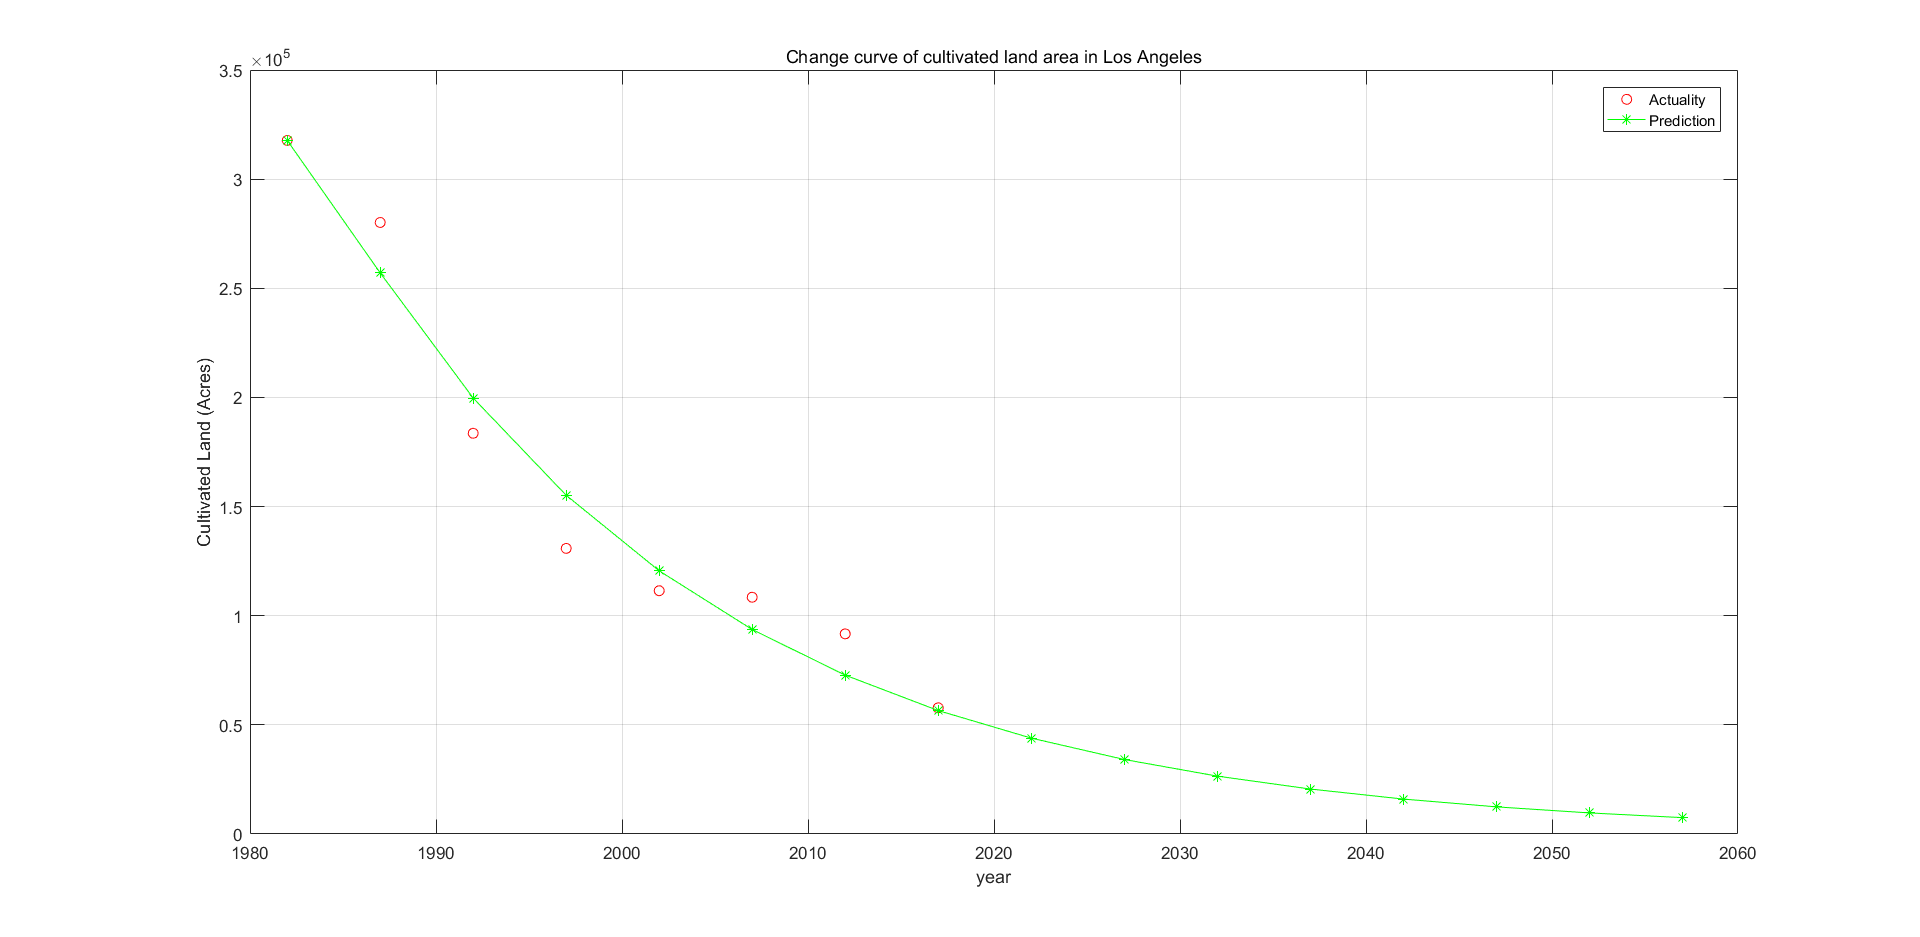 Change curve of cultivated land area in Los Angeles
×10^5
3.5
3
2.5
2
1.5
1
0.5
0
Cultivated Land (Acres)
Actuality
Prediction
1980 1990 2000 2010 2020 2030 2040 2050 2060
year